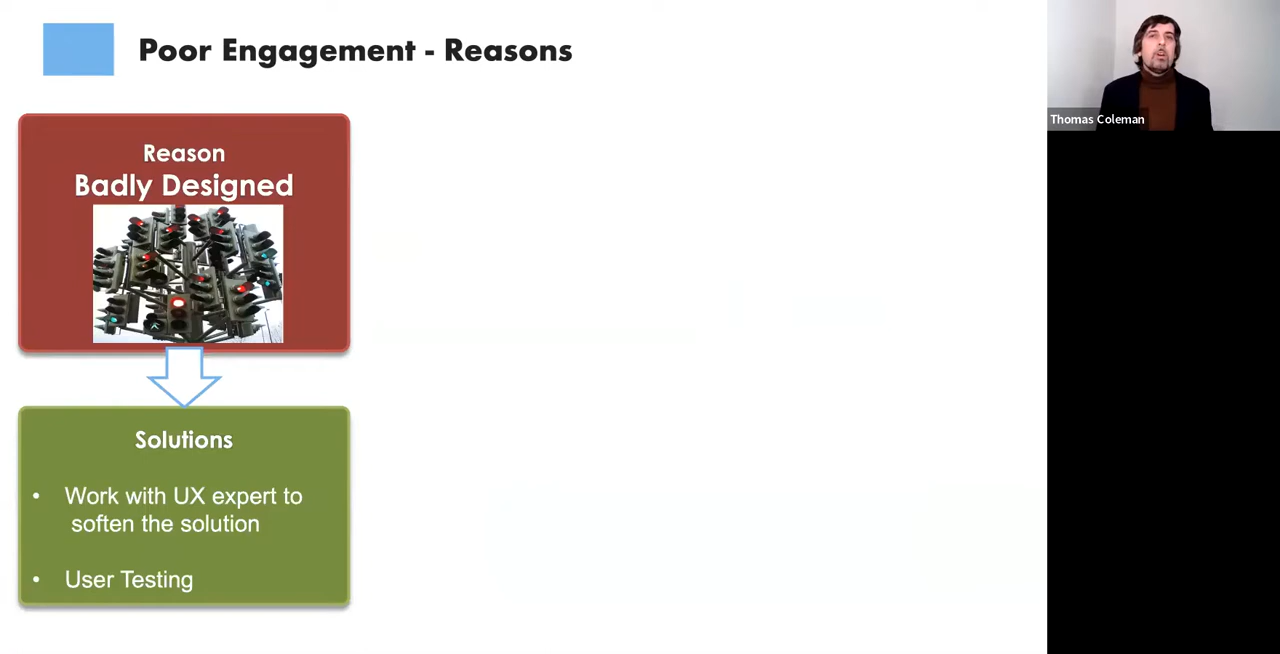 Poor Engagement - Reasons
Thomas Coleman
Reason
Badly Designed
Solutions
• Work with UX expert to
soften the solution
• User Testing